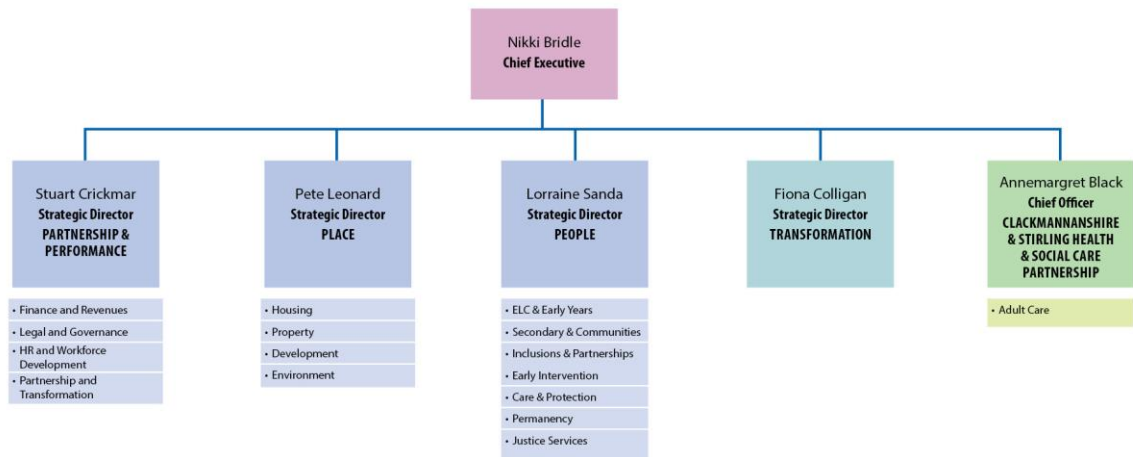 Nikki Bridle
Chief Executive
Stuart Crickmar
Strategic Director
PARTNERSHIP &
PERFORMANCE
• Finance and Revenues
• Legal and Governance
• HR and Workforce
Development
• Partnership and
Transformation
Pete Leonard
Strategic Director
PLACE
• Housing
• Property
• Development
• Environment
Lorraine Sanda
Strategic Director
PEOPLE
• ELC & Early Years
• Secondary & Communities
• Inclusions & Partnerships
• Early Intervention
• Care & Protection
• Permanency
• Justice Services
Fiona Colligan
Strategic Director
TRANSFORMATION
Annemargret Black
Chief Officer
CLACKMANNANSHIRE
& STIRLING HEALTH
& SOCIAL CARE
PARTNERSHIP
• Adult Care